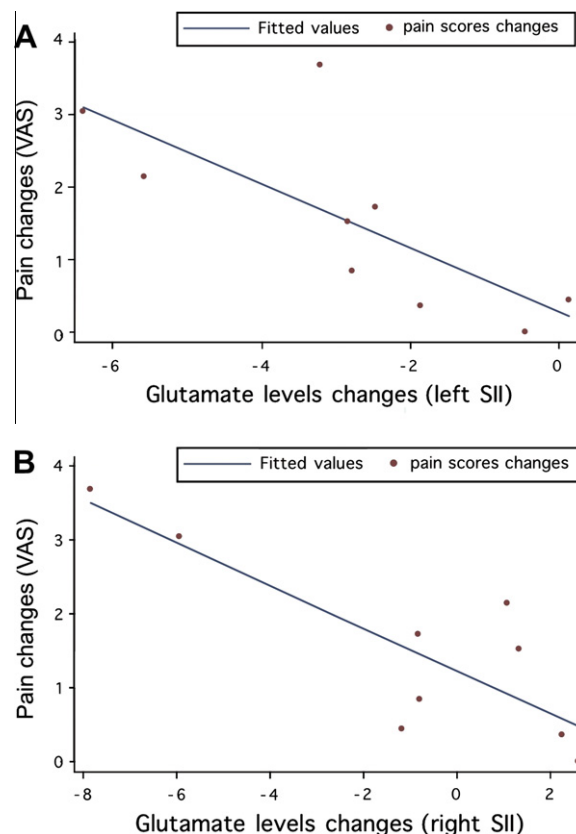 A
Fitted values pain scores changes
4
3
2
1
0
Pain changes (VAS)
-6 -4 -2 0
Glutamate levels changes (left SII)
B
Fitted values pain scores changes
4
3
2
1
0
Pain changes (VAS)
-8 -6 -4 -2 0 2
Glutamate levels changes (right SII)